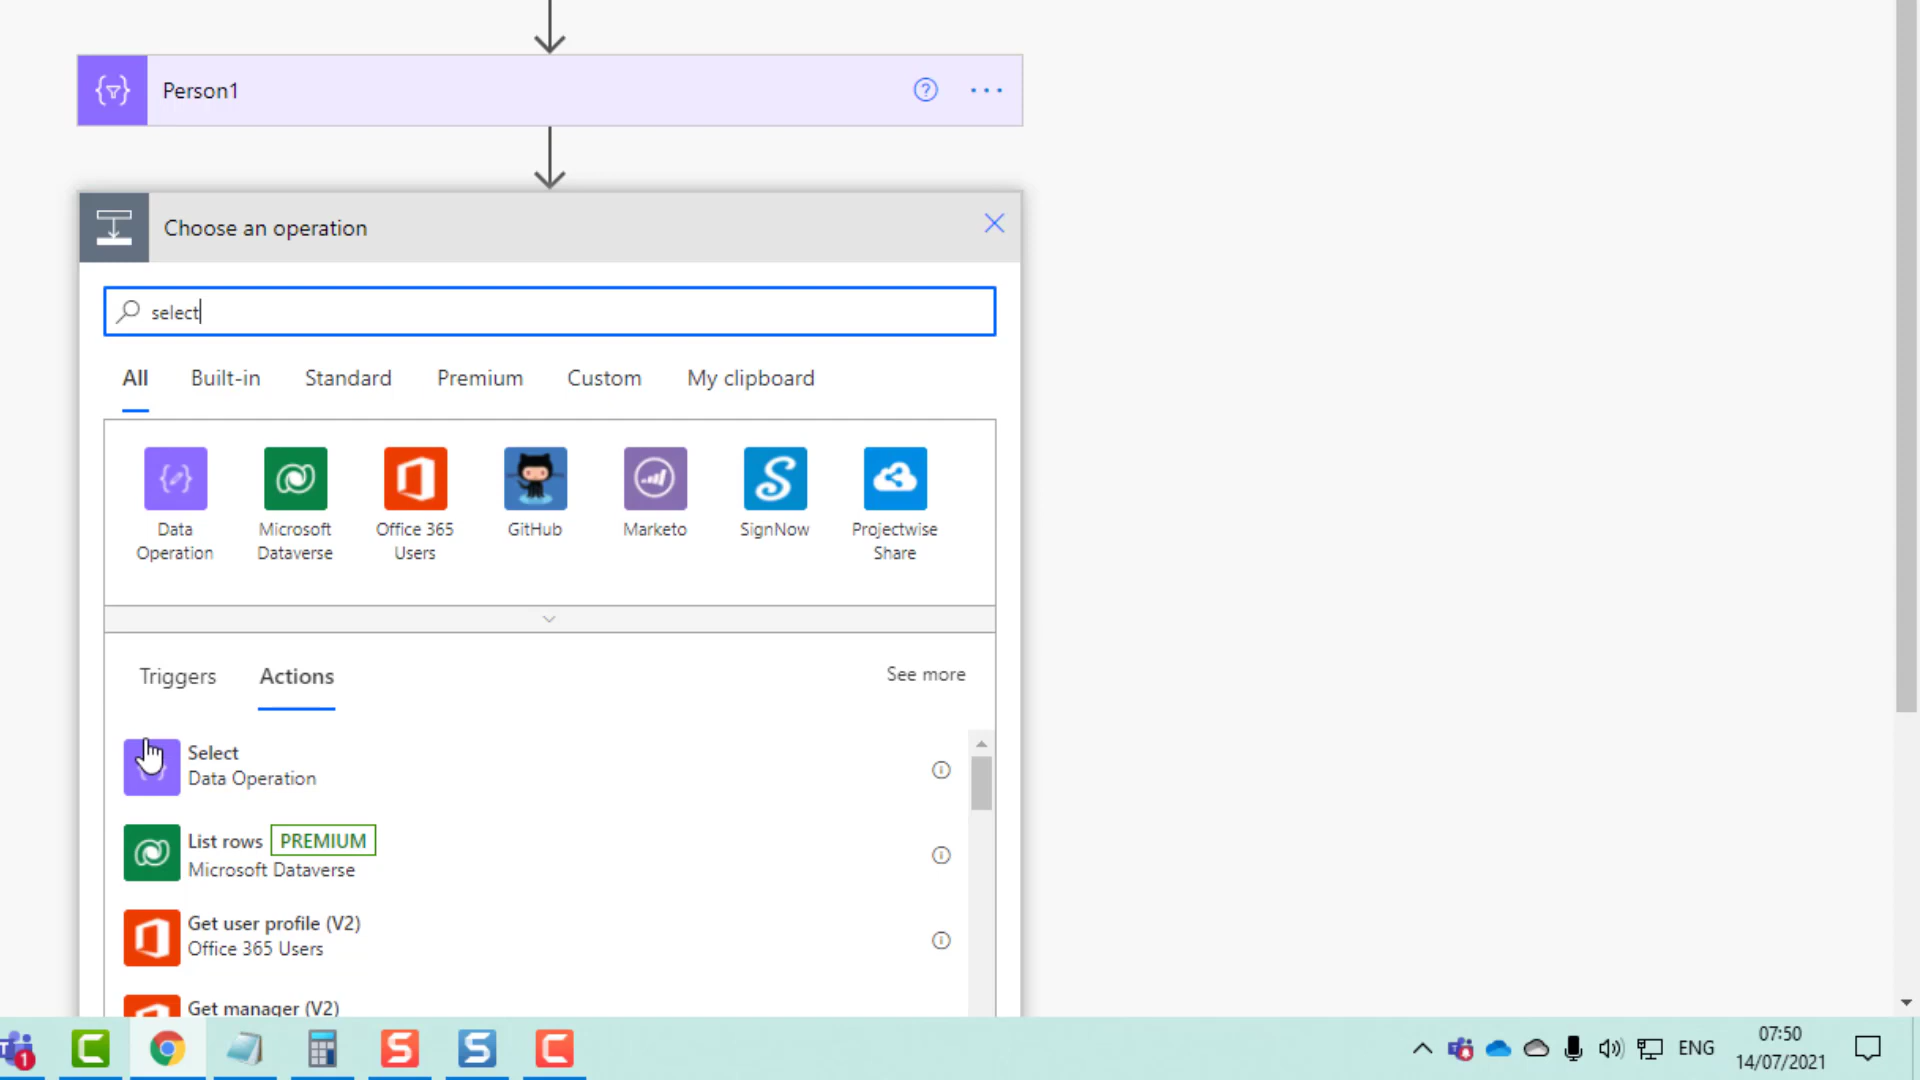 Person1
Choose an operation
select
All Built-in Standard Premium Custom My clipboard
Data Operation
Microsoft Dataverse
Office 365 Users
GitHub
Marketo
SignNow
Projectwise Share
Triggers Actions See more
Select
Data Operation
List rows PREMIUM
Microsoft Dataverse
Get user profile (V2)
Office 365 Users
Get manager (V2)
1
ENG
07:50
14/07/2021